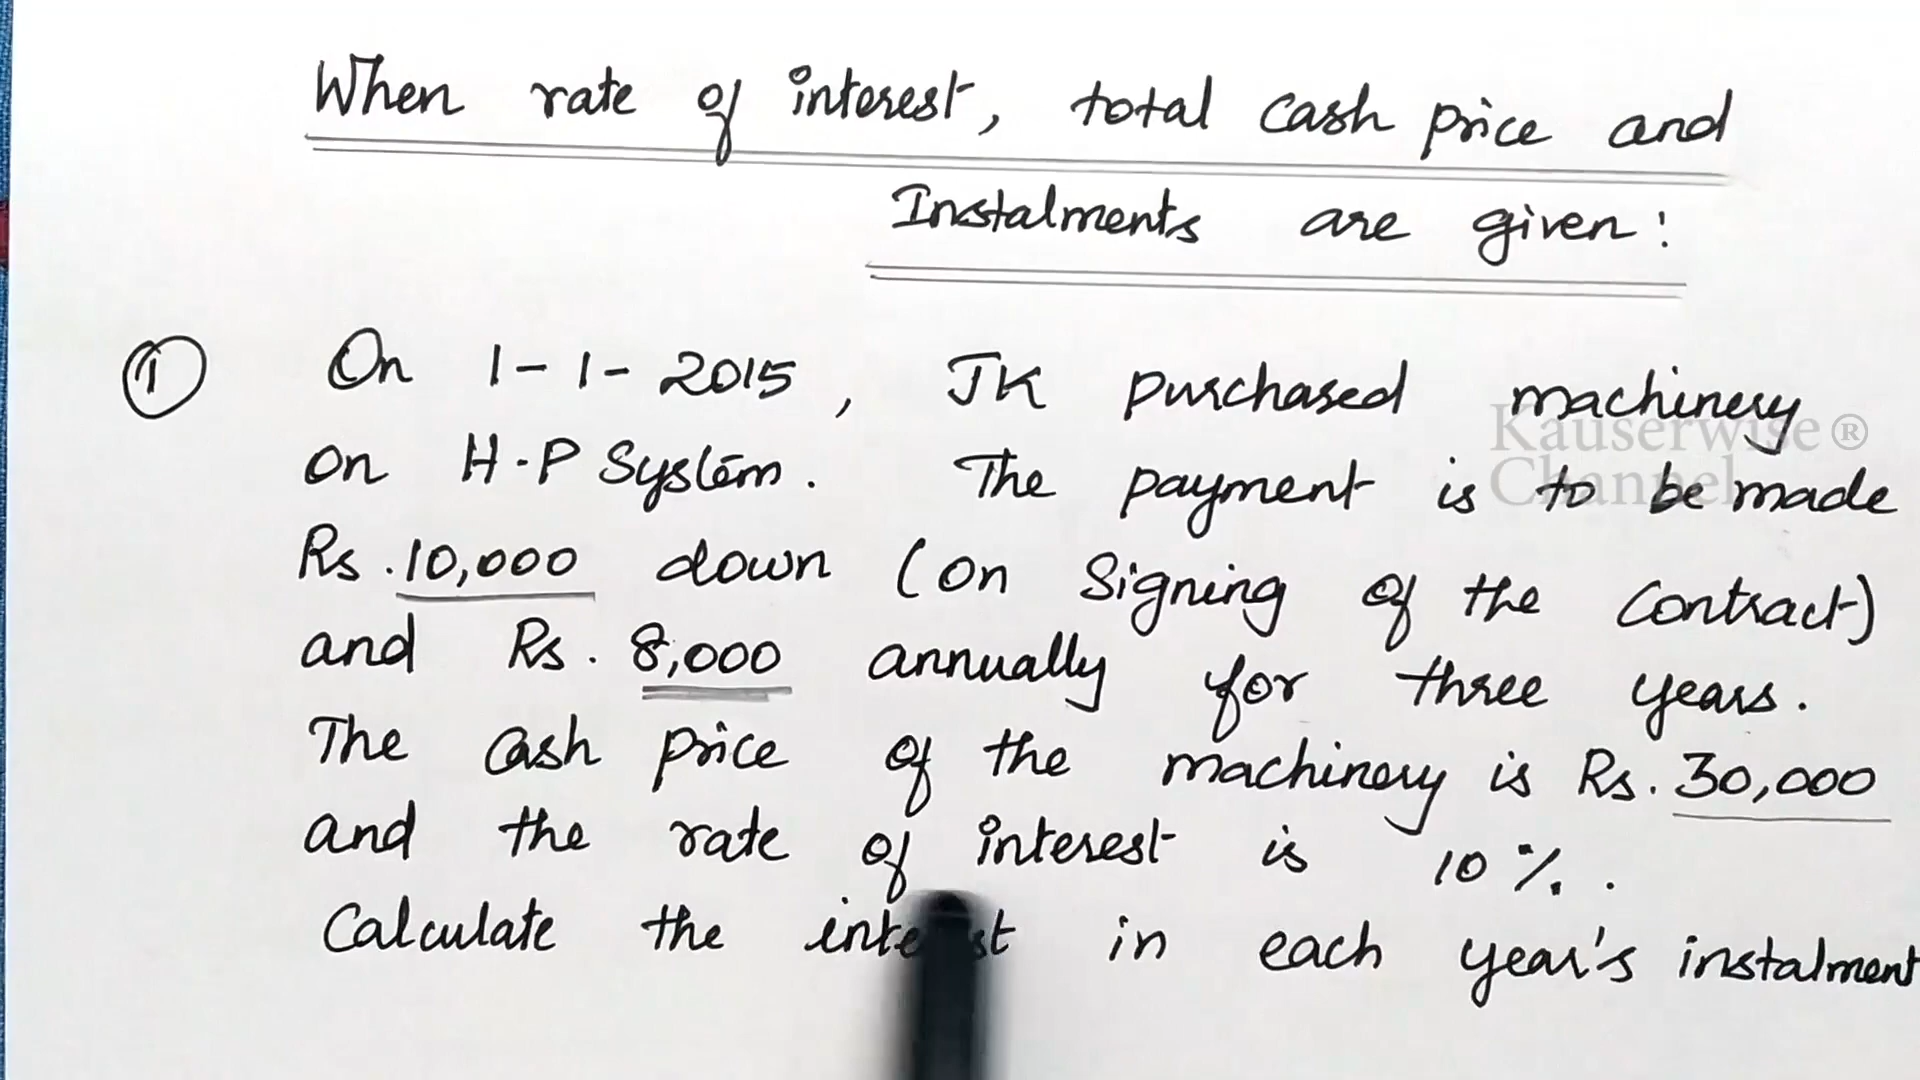 When rate of interest, total cash price and
Instalments are given:
① On 1-1-2015, JK purchased machinery
on H.P System. The payment is to be made
Rs. 10,000 down (on signing of the contract)
and Rs. 8,000 annually for three years.
The cash price of the machinery is Rs. 30,000
and the rate of interest is 10%.
Calculate the interest in each year's instalment
Kauserwise®
Channel